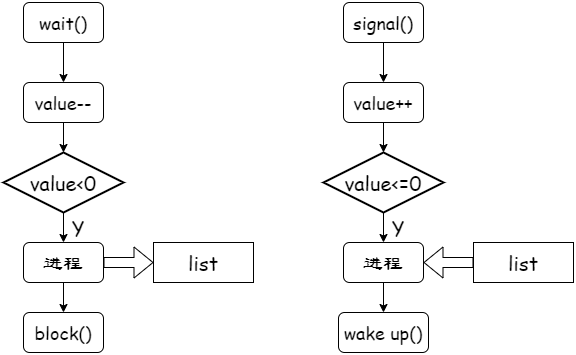 wait()
value--
value<0
Y
进程
list
block()
signal()
value++
value<=0
Y
进程
list
wake up()